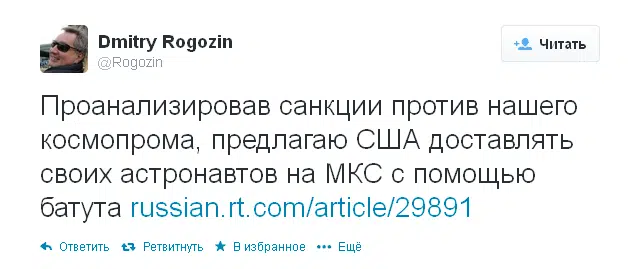 Dmitry Rogozin
@Rogozin
Читать
Проанализировав санкции против нашего
космопрома, предлагаю США доставлять
своих астронавтов на МКС с помощью
батута russian.rt.com/article/29891
Ответить Ретвитнуть В избранное Ещё